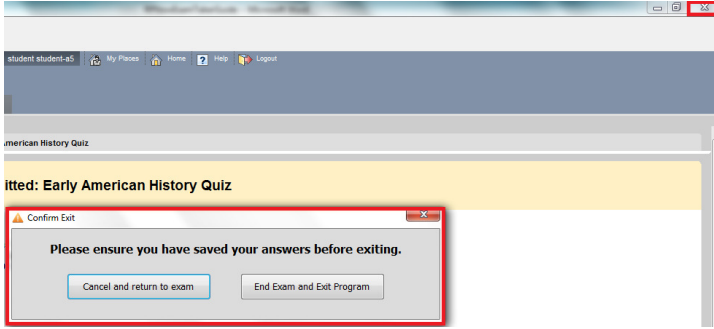 student student-a5 My Places Home Help Logout
merican History Quiz
itted: Early American History Quiz
Confirm Exit
Please ensure you have saved your answers before exiting.
Cancel and return to exam End Exam and Exit Program